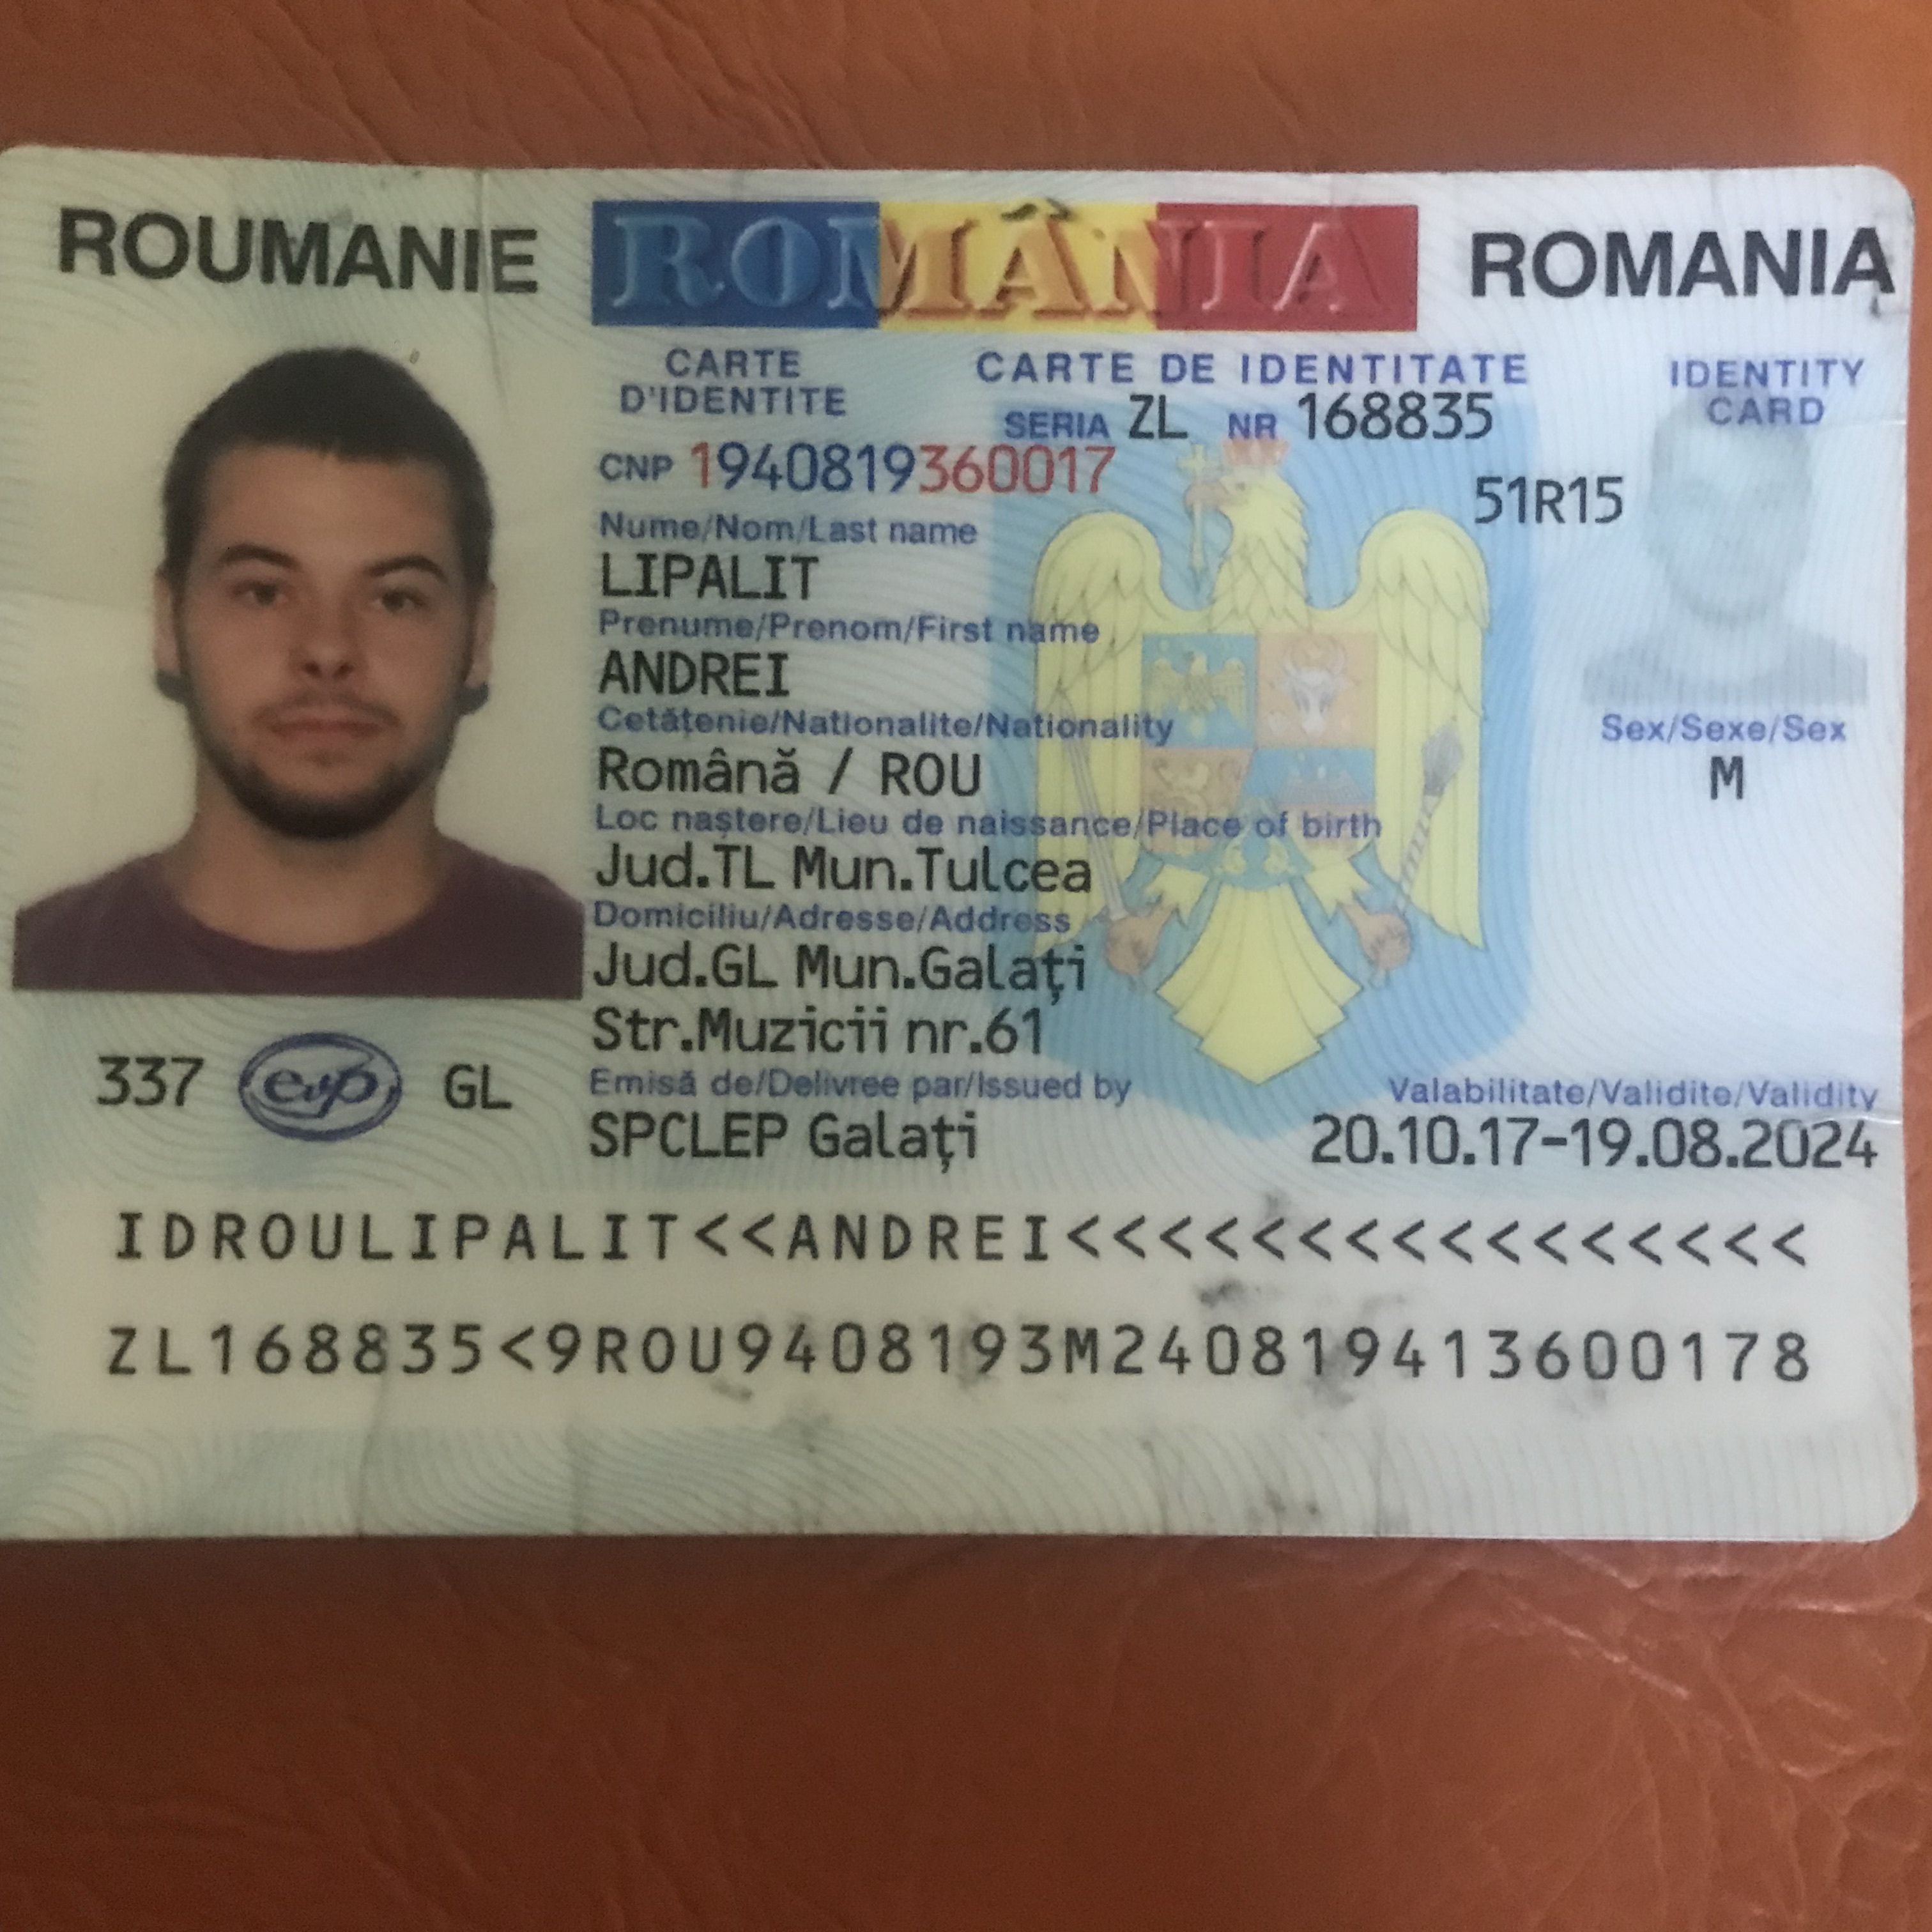 ROUMANIE ROMÂNIA ROMANIA
CARTE D'IDENTITE CARTE DE IDENTITATE IDENTITY CARD
SERIA ZL NR 168835
CNP 1940819360017
51R15
Nume/Nom/Last name
LIPALIT
Prenume/Prenom/First name
ANDREI
Cetăţenie/Nationalite/Nationality
Română / ROU
Sex/Sexe/Sex
M
Loc naștere/Lieu de naissance/Place of birth
Jud.TL Mun.Tulcea
Domiciliu/Adresse/Address
Jud.GL Mun.Galaţi
Str.Muzicii nr.61
337 evp GL
Emisă de/Delivree par/Issued by
SPCLEP Galaţi
Valabilitate/Validite/Validity
20.10.17-19.08.2024
IDROULIPALIT<<ANDREI<<<<<<<<<<<<<<<<
ZL168835<9ROU9408193M240819413600178